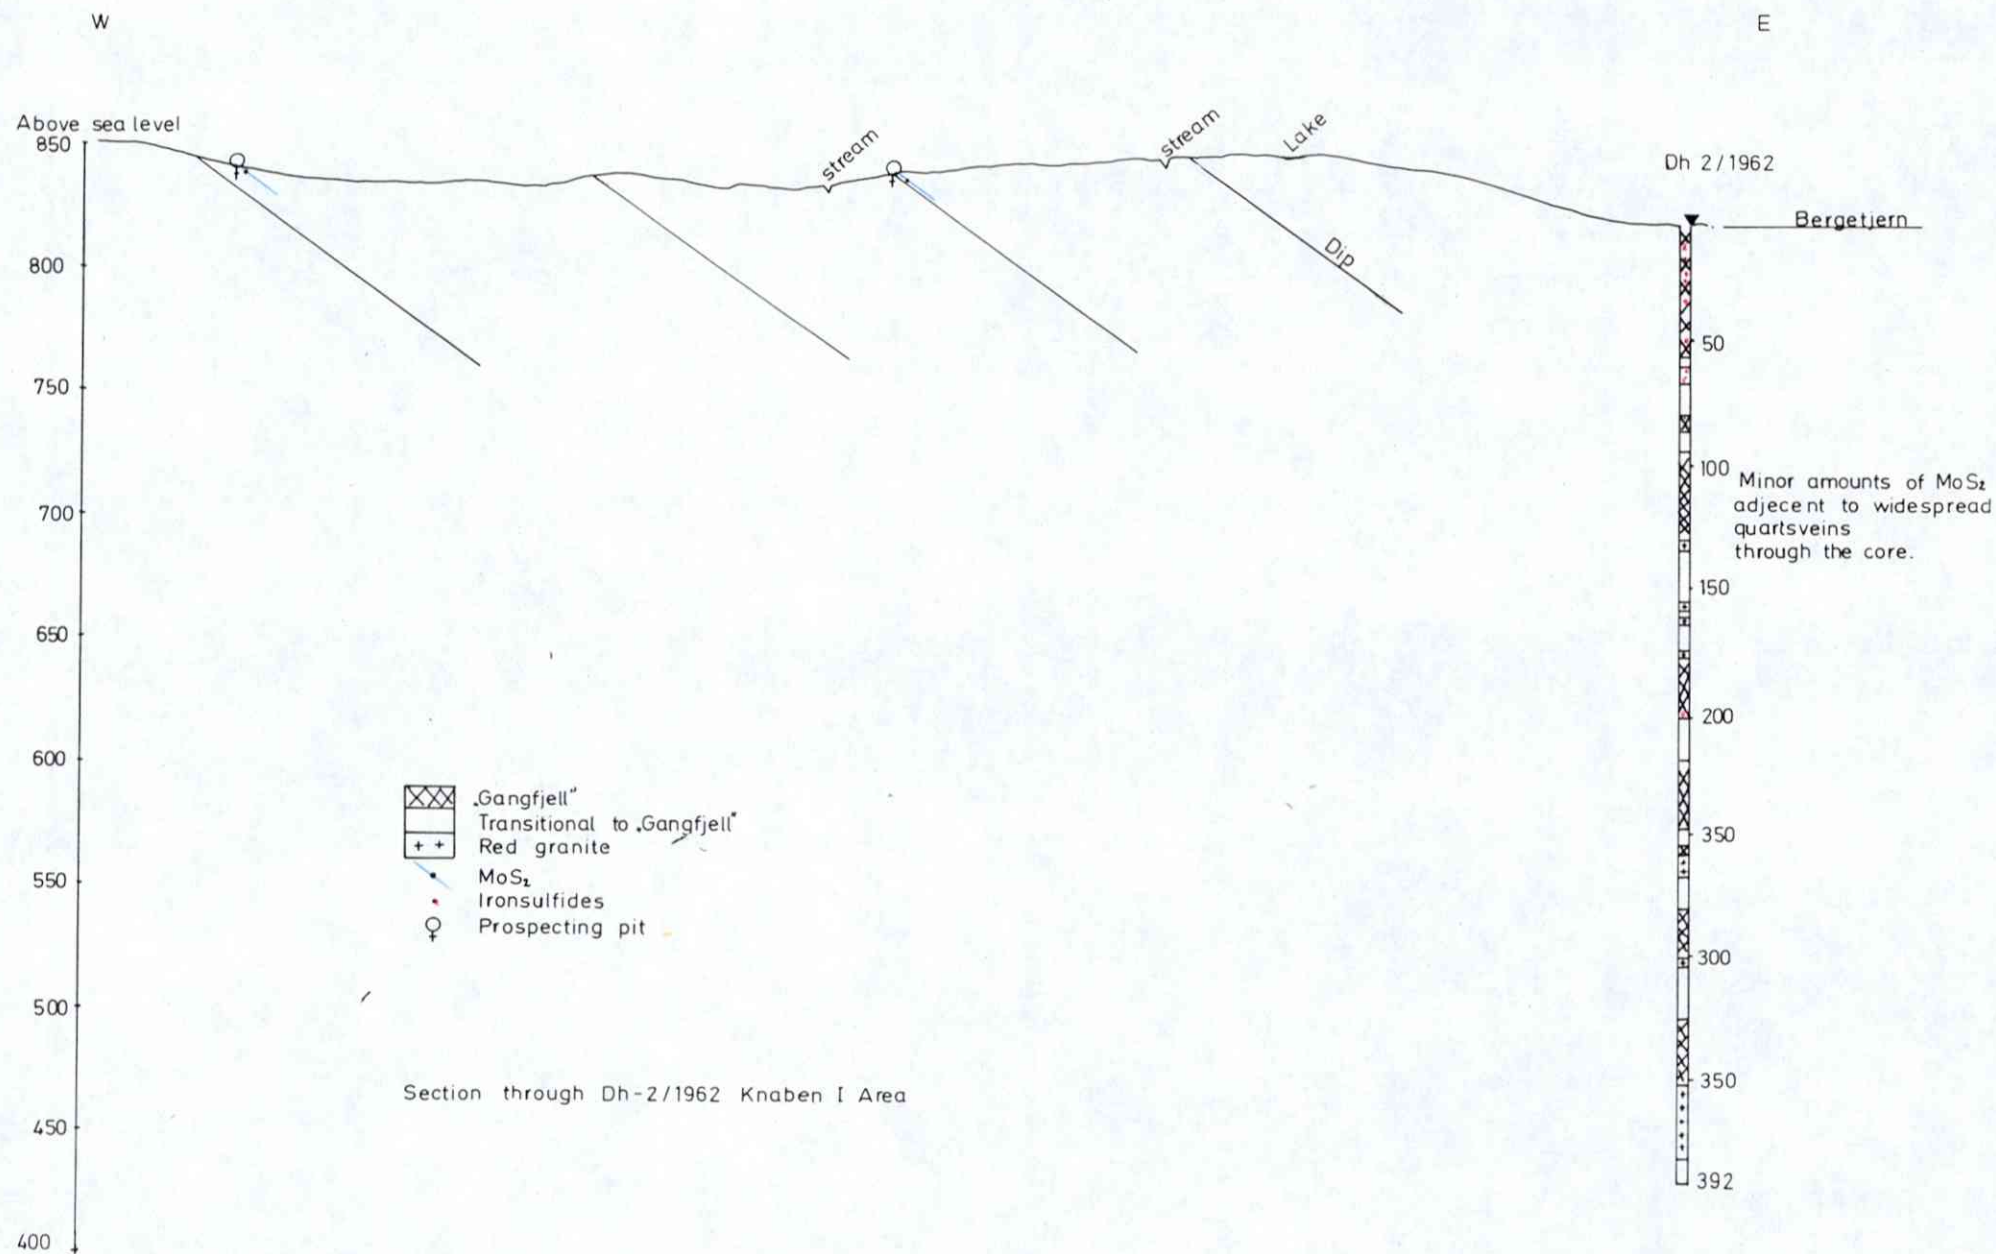 W
E
Above sea level
850
800
750
700
650
600
550
500
450
400
stream
stream
Lake
Dip
Dh 2/1962
Bergetjern
50
100
150
200
350
300
350
392
Minor amounts of MoS₂
adjecent to widespread
quartsveins
through the core.
„Gangfjell"
Transitional to „Gangfjell"
Red granite
MoS₂
Ironsulfides
Prospecting pit
Section through Dh-2/1962 Knaben I Area